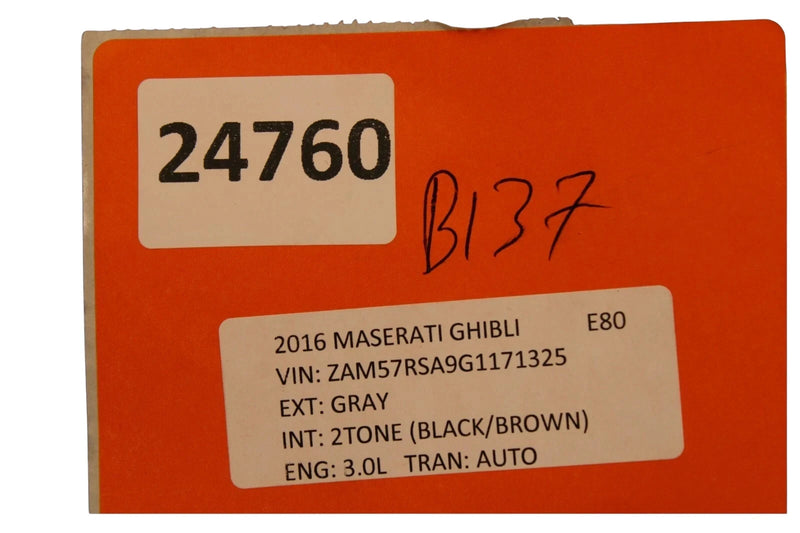 24760
B137
2016 MASERATI GHIBLI E80
VIN: ZAM57RSA9G1171325
EXT: GRAY
INT: 2TONE (BLACK/BROWN)
ENG: 3.0L TRAN: AUTO